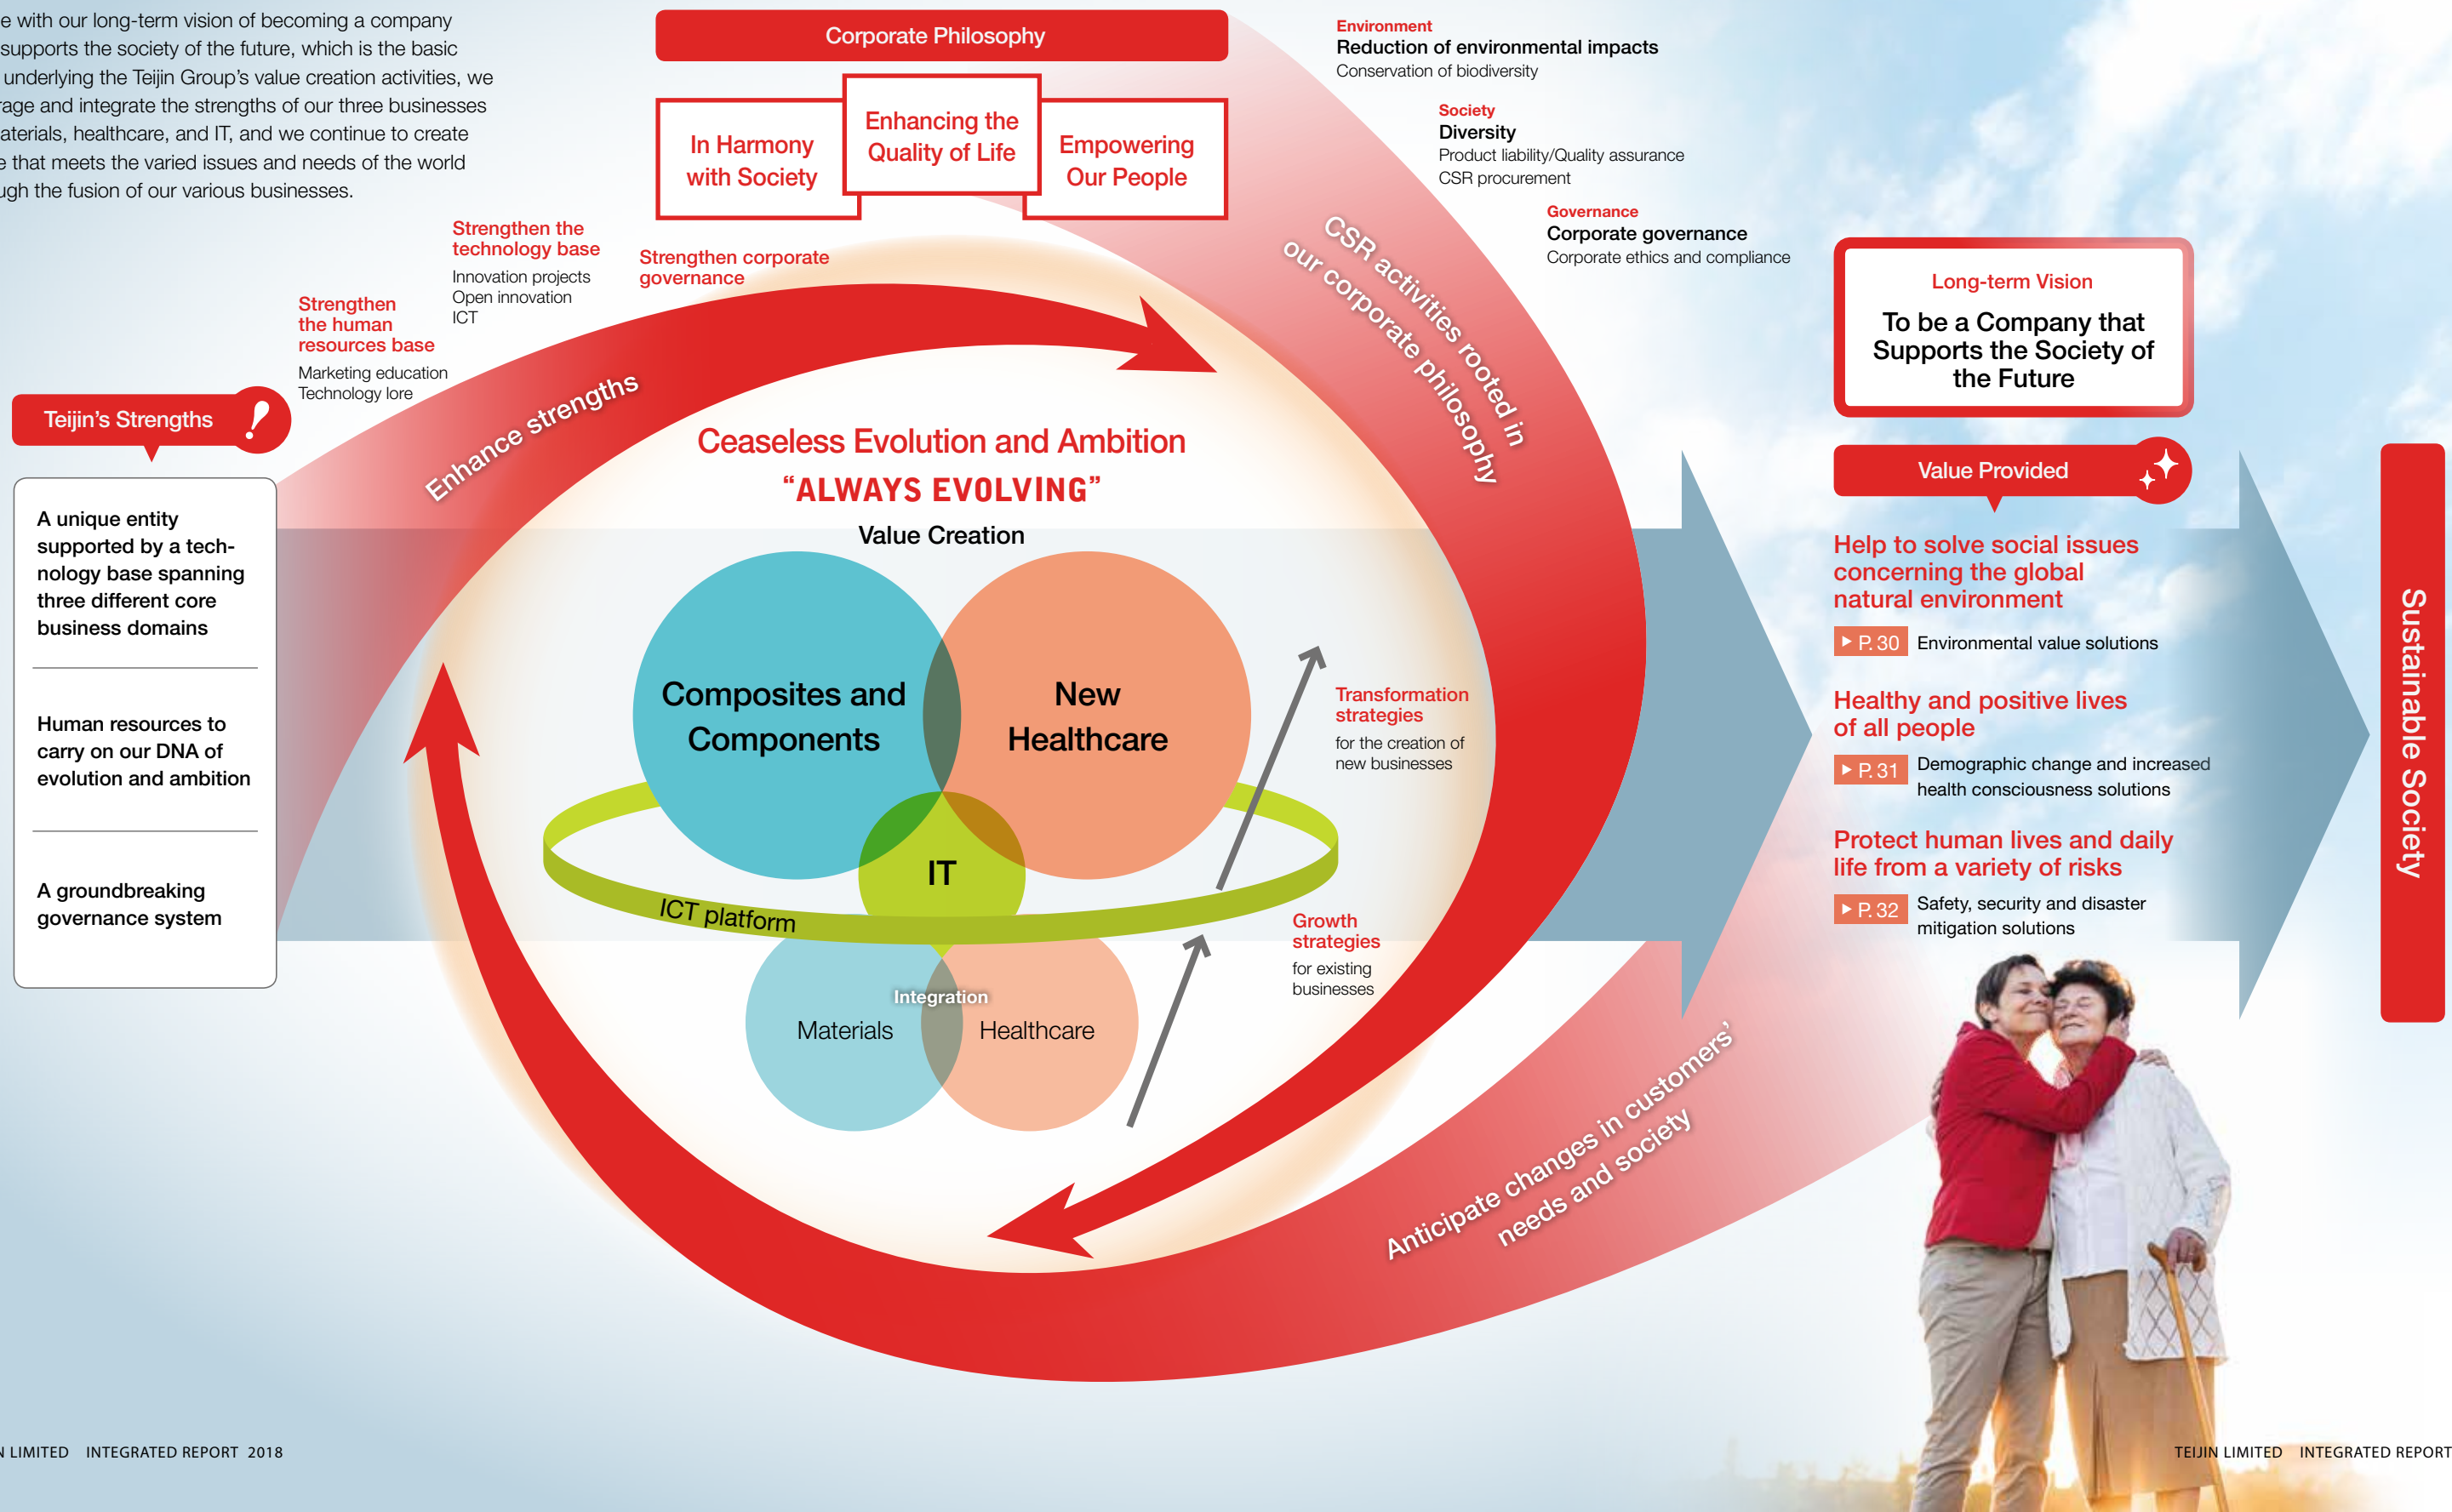 e with our long-term vision of becoming a company
supports the society of the future, which is the basic
underlying the Teijin Group's value creation activities, we
rage and integrate the strengths of our three businesses
aterials, healthcare, and IT, and we continue to create
e that meets the varied issues and needs of the world
ugh the fusion of our various businesses.
Corporate Philosophy
In Harmony
with Society
Enhancing the
Quality of Life
Empowering
Our People
Environment
Reduction of environmental impacts
Conservation of biodiversity
Society
Diversity
Product liability/Quality assurance
CSR procurement
Governance
Corporate governance
Corporate ethics and compliance
Strengthen
the human
resources base
Marketing education
Technology lore
Strengthen the
technology base
Innovation projects
Open innovation
ICT
Strengthen corporate
governance
Enhance strengths
CSR activities rooted in
our corporate philosophy
Teijin's Strengths
A unique entity
supported by a tech-
nology base spanning
three different core
business domains
Human resources to
carry on our DNA of
evolution and ambition
A groundbreaking
governance system
Ceaseless Evolution and Ambition
“ALWAYS EVOLVING”
Value Creation
Composites and
Components
New
Healthcare
IT
ICT platform
Integration
Materials
Healthcare
Transformation
strategies
for the creation of
new businesses
Growth
strategies
for existing
businesses
Anticipate changes in customers'
needs and society
Long-term Vision
To be a Company that
Supports the Society of
the Future
Value Provided
Help to solve social issues
concerning the global
natural environment
P. 30 Environmental value solutions
Healthy and positive lives
of all people
P. 31 Demographic change and increased
health consciousness solutions
Protect human lives and daily
life from a variety of risks
P. 32 Safety, security and disaster
mitigation solutions
Sustainable Society
N LIMITED INTEGRATED REPORT 2018
TEIJIN LIMITED INTEGRATED REPORT